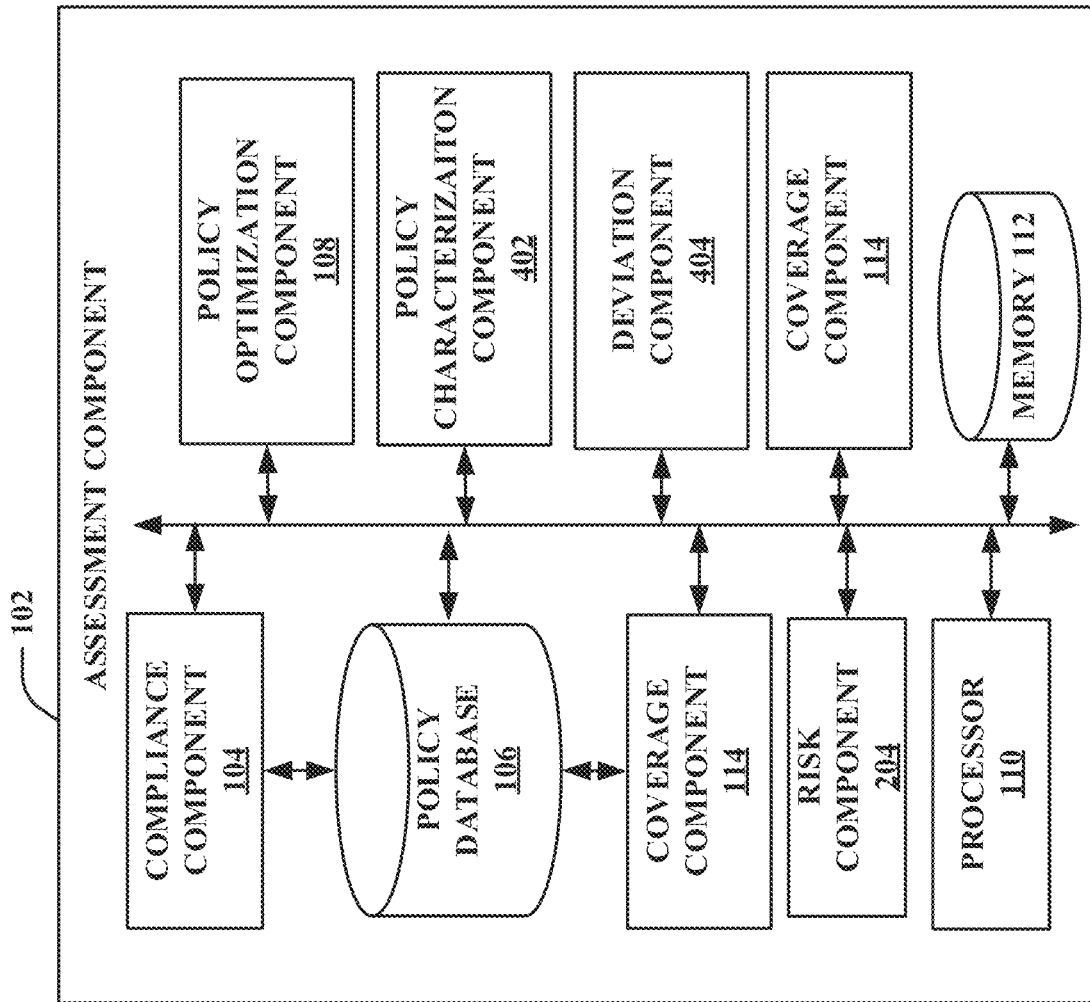 102
ASSESSMENT COMPONENT
COMPLIANCE
COMPONENT
104
POLICY
DATABASE
106
COVERAGE
COMPONENT
114
RISK
COMPONENT
204
PROCESSOR
110
POLICY
OPTIMIZATION
COMPONENT
108
POLICY
CHARACTERIZAITON
COMPONENT
402
DEVIATION
COMPONENT
404
COVERAGE
COMPONENT
114
MEMORY 112